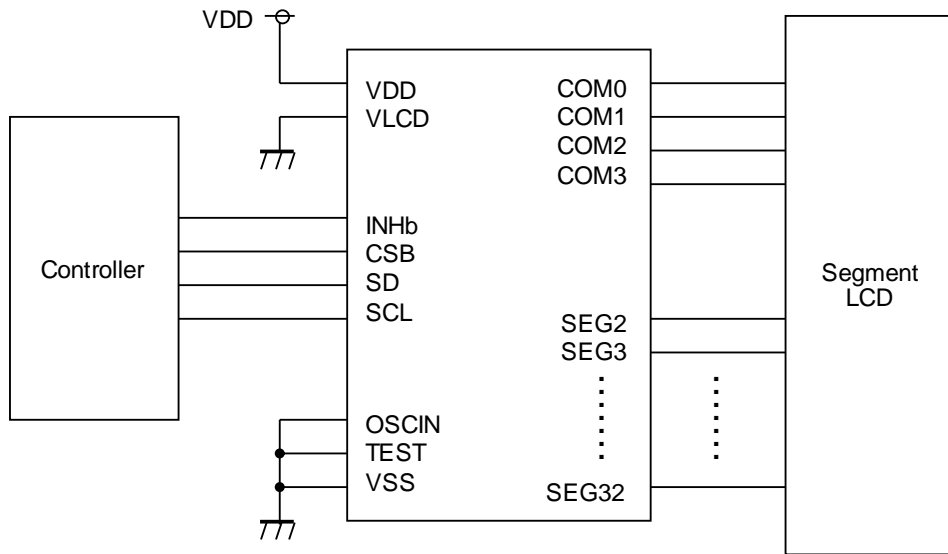 VDD
VDD
VLCD
INHb
CSB
SD
SCL
OSCIN
TEST
VSS
COM0
COM1
COM2
COM3
SEG2
SEG3
SEG32
Controller
Segment
LCD